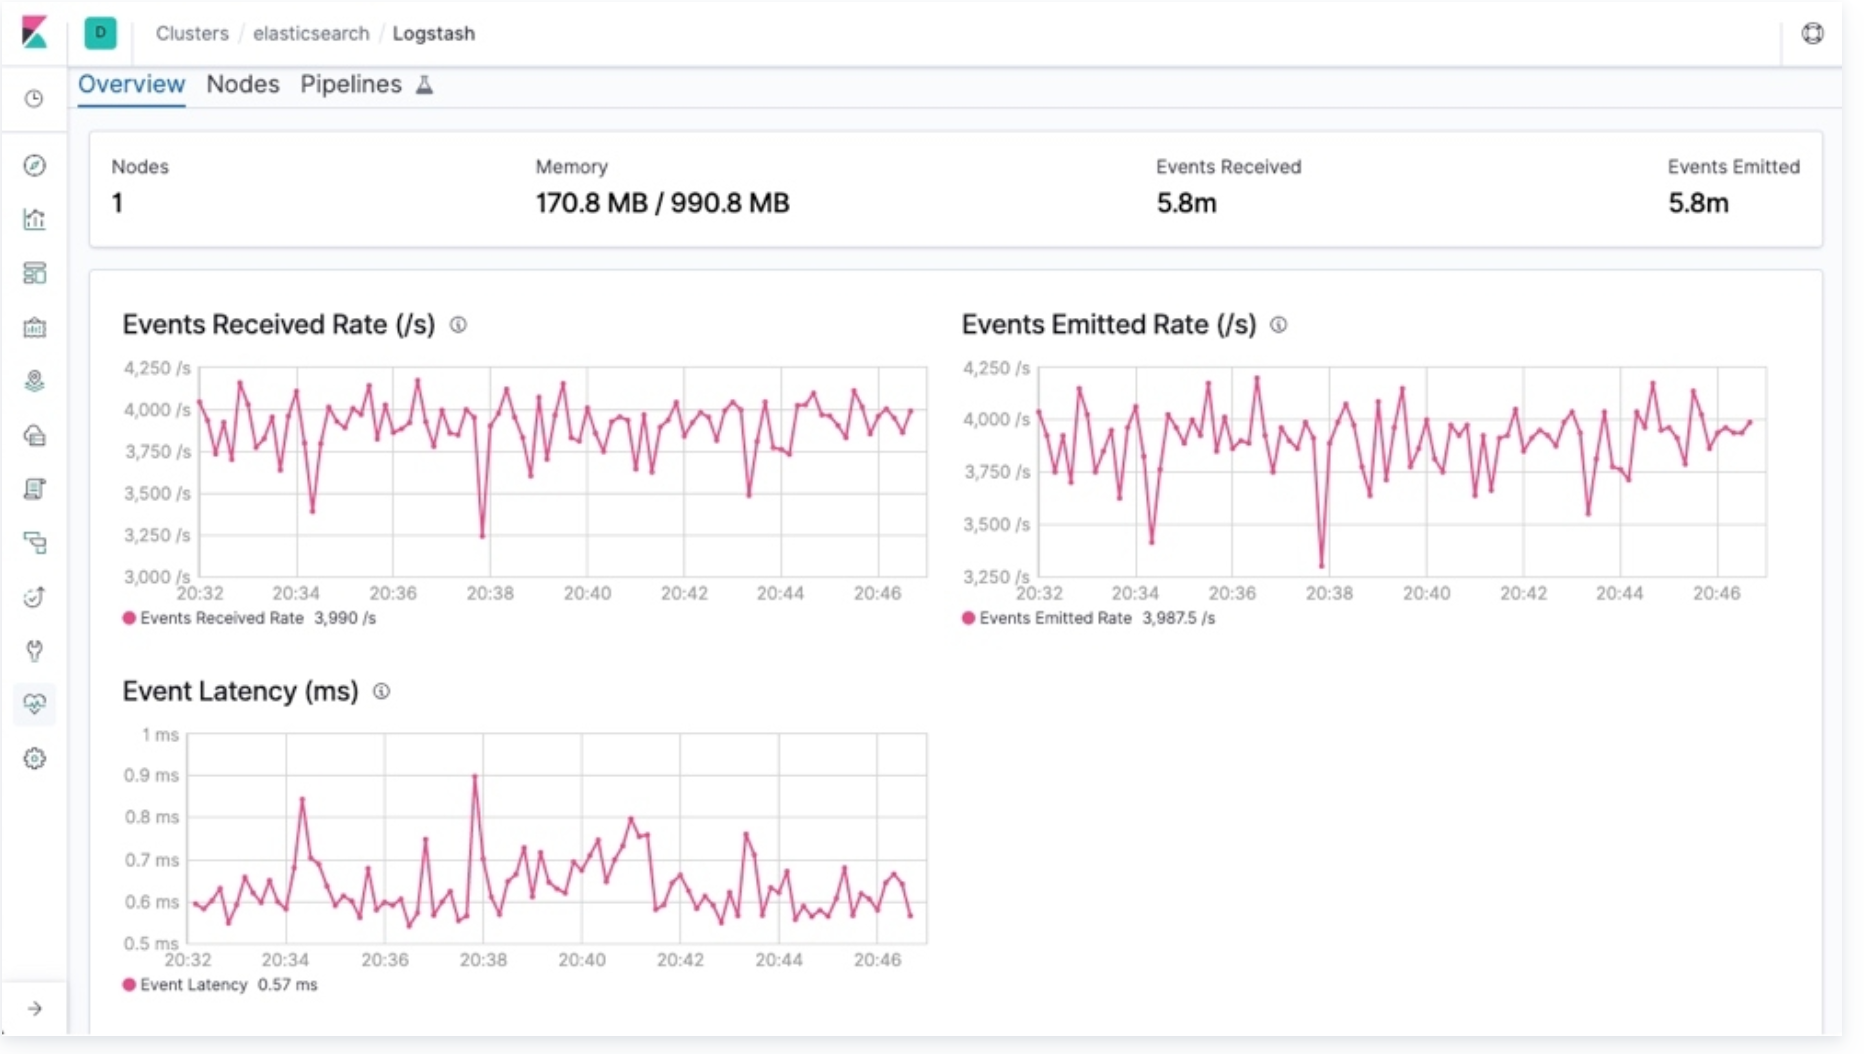 D Clusters / elasticsearch / Logstash
Overview Nodes Pipelines
Nodes Memory Events Received Events Emitted
1 170.8 MB / 990.8 MB 5.8m 5.8m
Events Received Rate (/s)
4,250 /s
4,000 /s
3,750 /s
3,500 /s
3,250 /s
3,000 /s
20:32 20:34 20:36 20:38 20:40 20:42 20:44 20:46
Events Received Rate 3,990 /s
Events Emitted Rate (/s)
4,250 /s
4,000 /s
3,750 /s
3,500 /s
3,250 /s
20:32 20:34 20:36 20:38 20:40 20:42 20:44 20:46
Events Emitted Rate 3,987.5 /s
Event Latency (ms)
1 ms
0.9 ms
0.8 ms
0.7 ms
0.6 ms
0.5 ms
20:32 20:34 20:36 20:38 20:40 20:42 20:44 20:46
Event Latency 0.57 ms